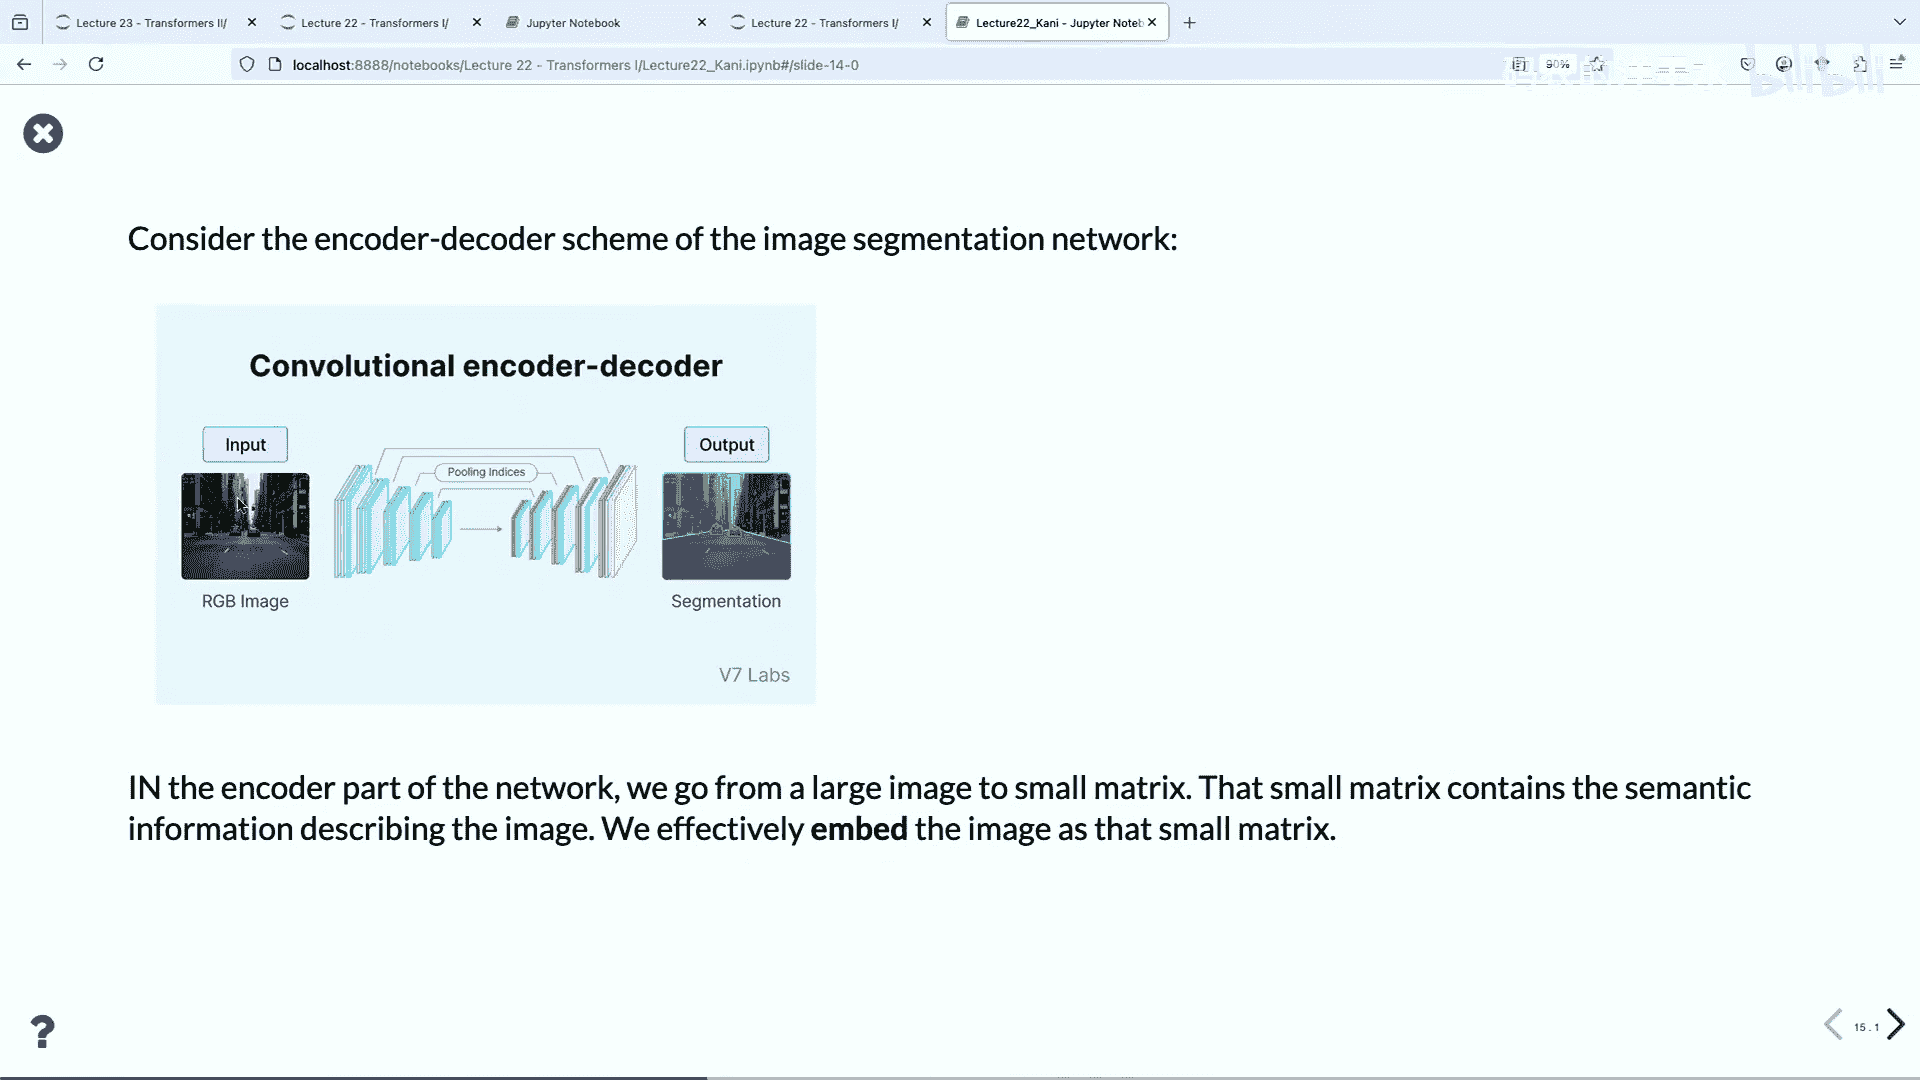 Lecture 23 - Transformers II/
Lecture 22 - Transformers I/
Jupyter Notebook
Lecture 22 - Transformers I/
Lecture22_Kani - Jupyter Noteb
localhost:8888/notebooks/Lecture 22 - Transformers I/Lecture22_Kani.ipynb#/slide-14-0
90%
bilibili
Consider the encoder-decoder scheme of the image segmentation network:
Convolutional encoder-decoder
Input
Output
Pooling Indices
RGB Image
Segmentation
V7 Labs
IN the encoder part of the network, we go from a large image to small matrix. That small matrix contains the semantic
information describing the image. We effectively embed the image as that small matrix.
?
15.1